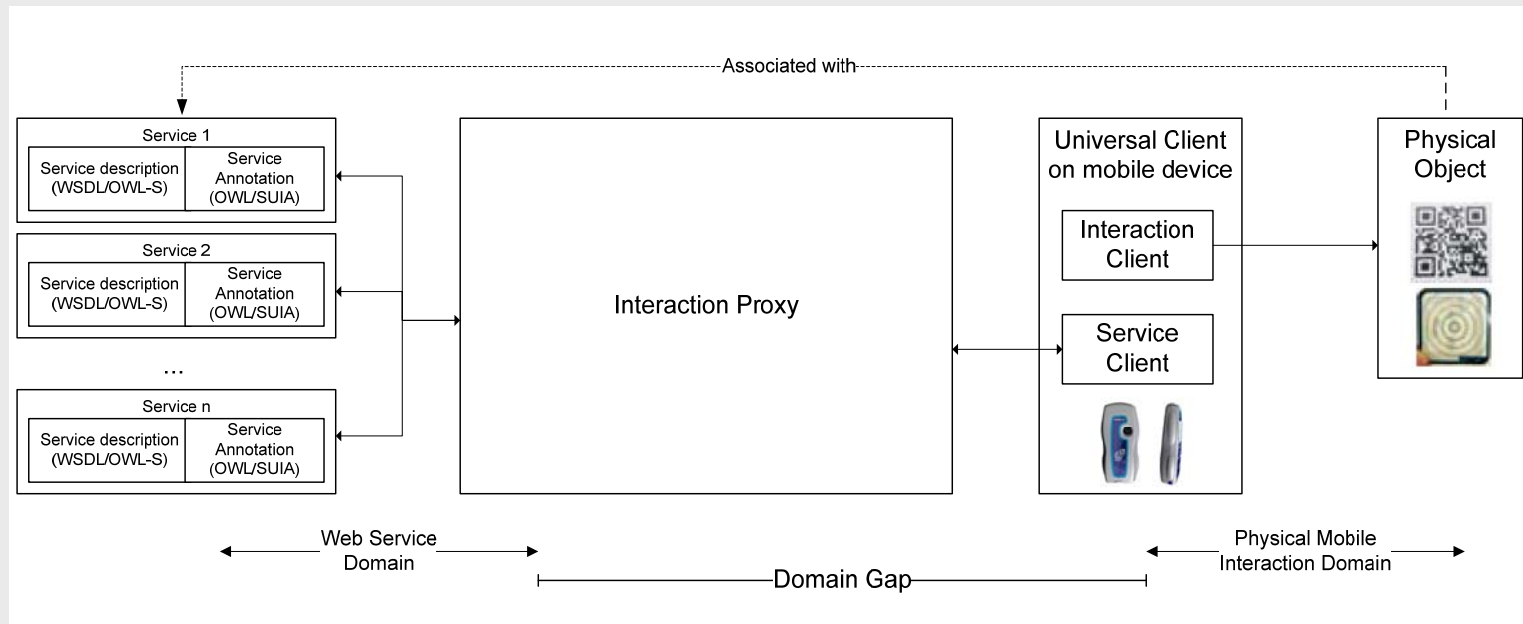 Associated with
Service 1
Service description
(WSDL/OWL-S)
Service
Annotation
(OWL/SUIA)
Service 2
Service description
(WSDL/OWL-S)
Service
Annotation
(OWL/SUIA)
...
Service n
Service description
(WSDL/OWL-S)
Service
Annotation
(OWL/SUIA)
Interaction Proxy
Universal Client
on mobile device
Interaction
Client
Service
Client
Physical
Object
Web Service
Domain
Domain Gap
Physical Mobile
Interaction Domain